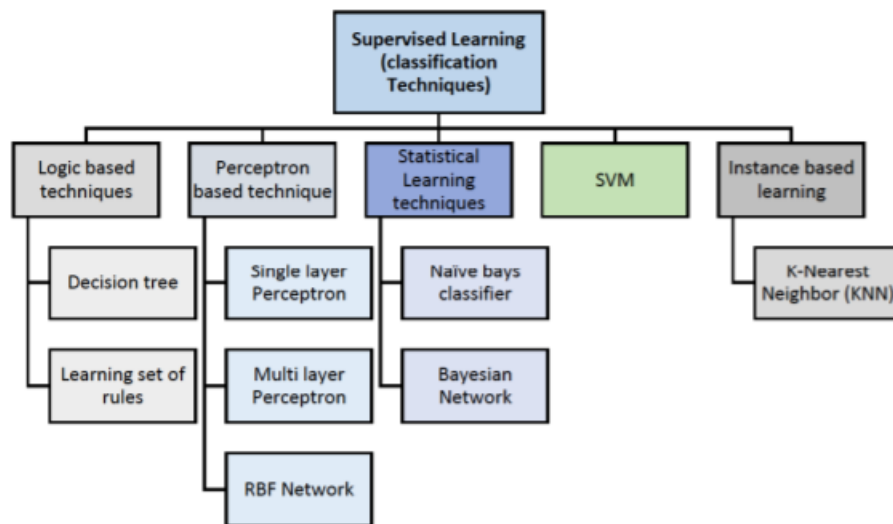 Supervised Learning
(classification
Techniques)
Logic based
techniques
Perceptron
based technique
Statistical
Learning
techniques
SVM
Instance based
learning
Decision tree
Learning set of
rules
Single layer
Perceptron
Multi layer
Perceptron
RBF Network
Naïve bays
classifier
Bayesian
Network
K-Nearest
Neighbor (KNN)